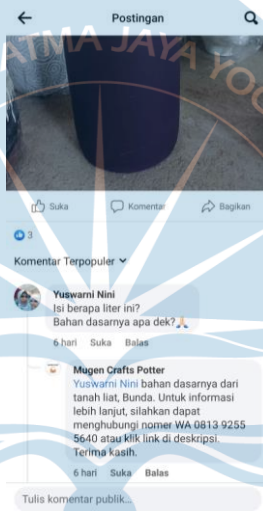 Postingan
ATMA JAYA YOG
Suka Komentar Bagikan
3
Komentar Terpopuler
Yuswarni Nini
Isi berapa liter ini?
Bahan dasarnya apa dek?🙏
6 hari Suka Balas
Mugen Crafts Potter
Yuswarni Nini bahan dasarnya dari
tanah liat, Bunda. Untuk informasi
lebih lanjut, silahkan dapat
menghubungi nomer WA 0813 9255
5640 atau klik link di deskripsi.
Terima kasih.
6 hari Suka Balas
Tulis komentar publik...